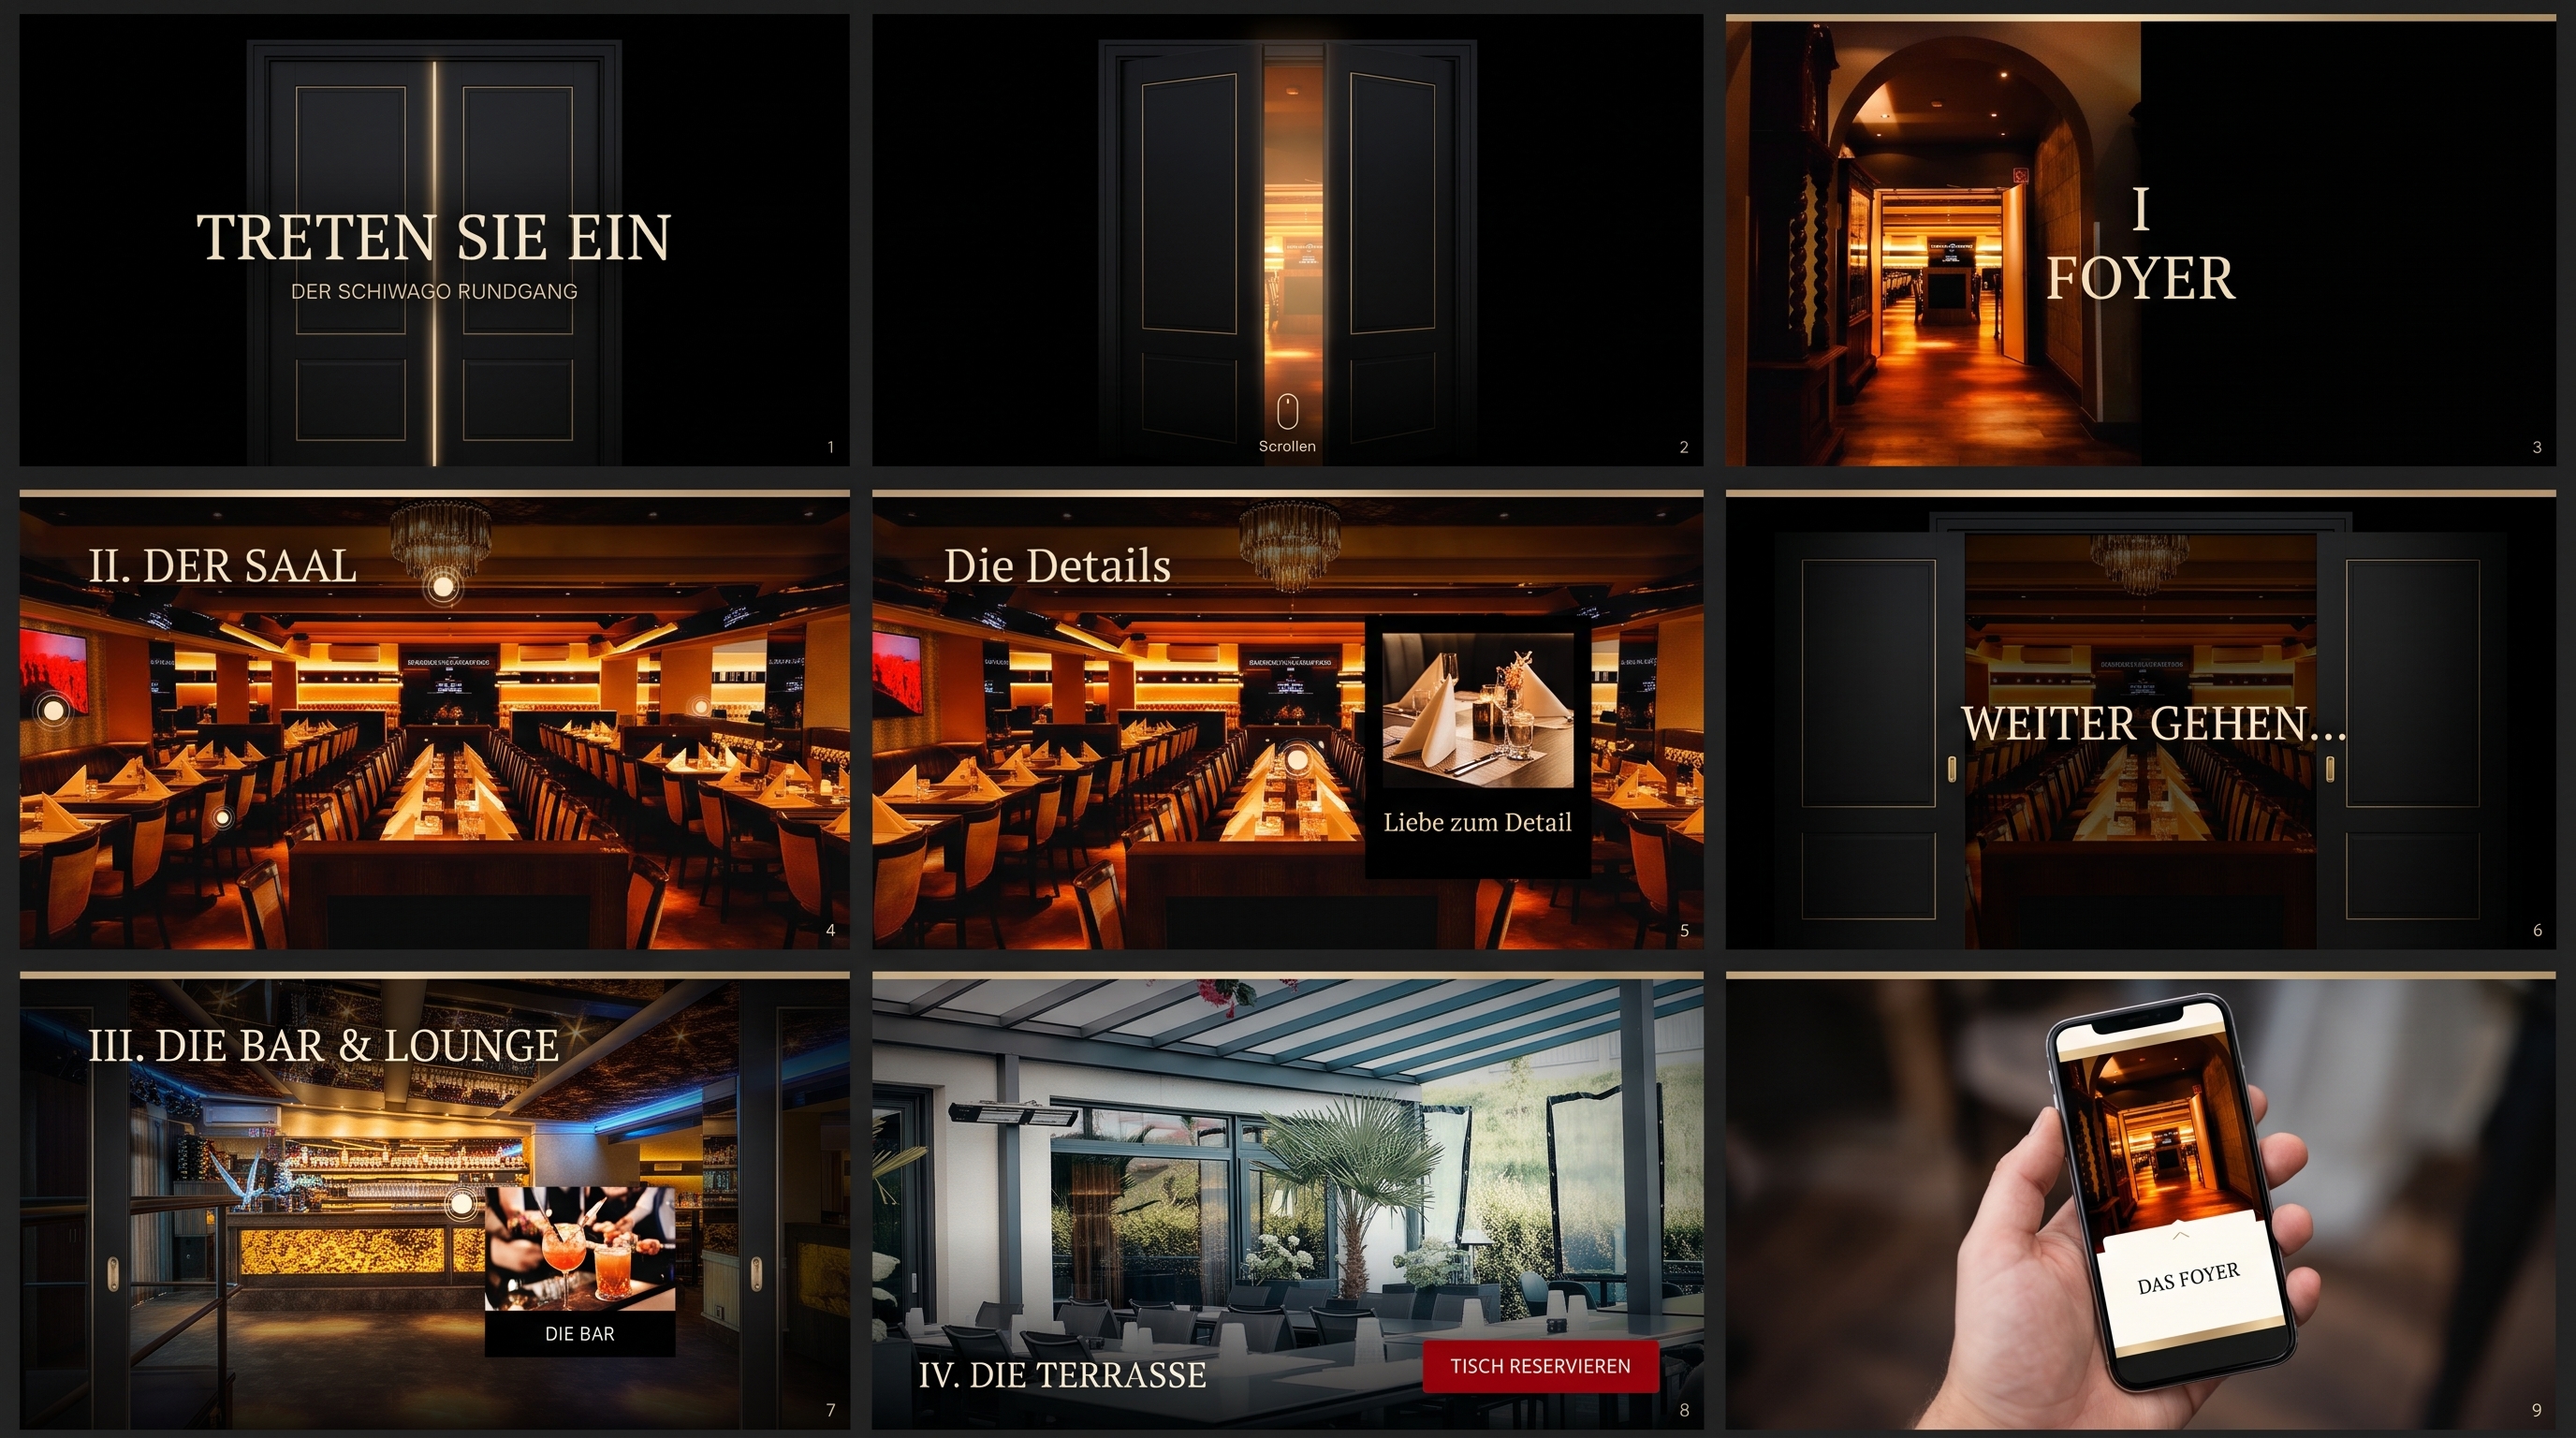 TRETEN SIE EIN
DER SCHIWAGO RUNDGANG
1
Scrollen
2
I
FOYER
3
II. DER SAAL
4
Die Details
Liebe zum Detail
5
WEITER GEHEN...
6
III. DIE BAR & LOUNGE
DIE BAR
7
IV. DIE TERRASSE
TISCH RESERVIEREN
8
DAS FOYER
9